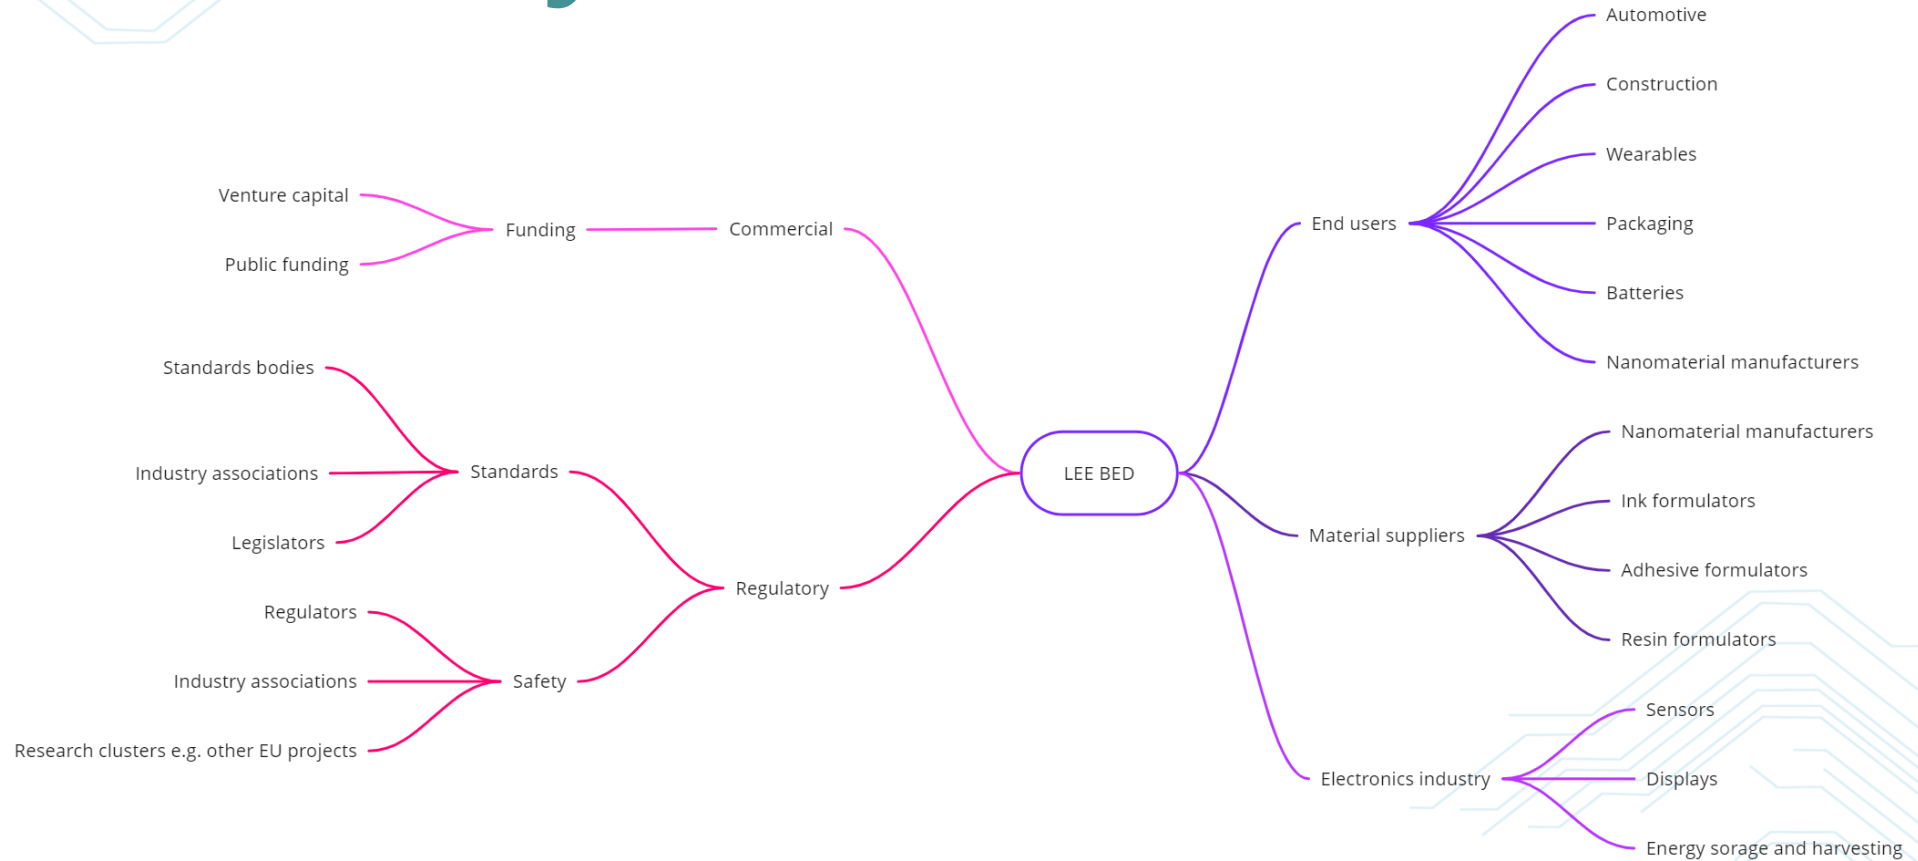 Automotive
Construction
Wearables
Venture capital
Packaging
End users
Funding
Commercial
Public funding
Batteries
Nanomaterial manufacturers
Standards bodies
Nanomaterial manufacturers
Industry associations
Standards
LEE BED
Ink formulators
Material suppliers
Legislators
Adhesive formulators
Regulatory
Regulators
Resin formulators
Industry associations
Safety
Sensors
Research clusters e.g. other EU projects
Electronics industry
Displays
Energy sorage and harvesting